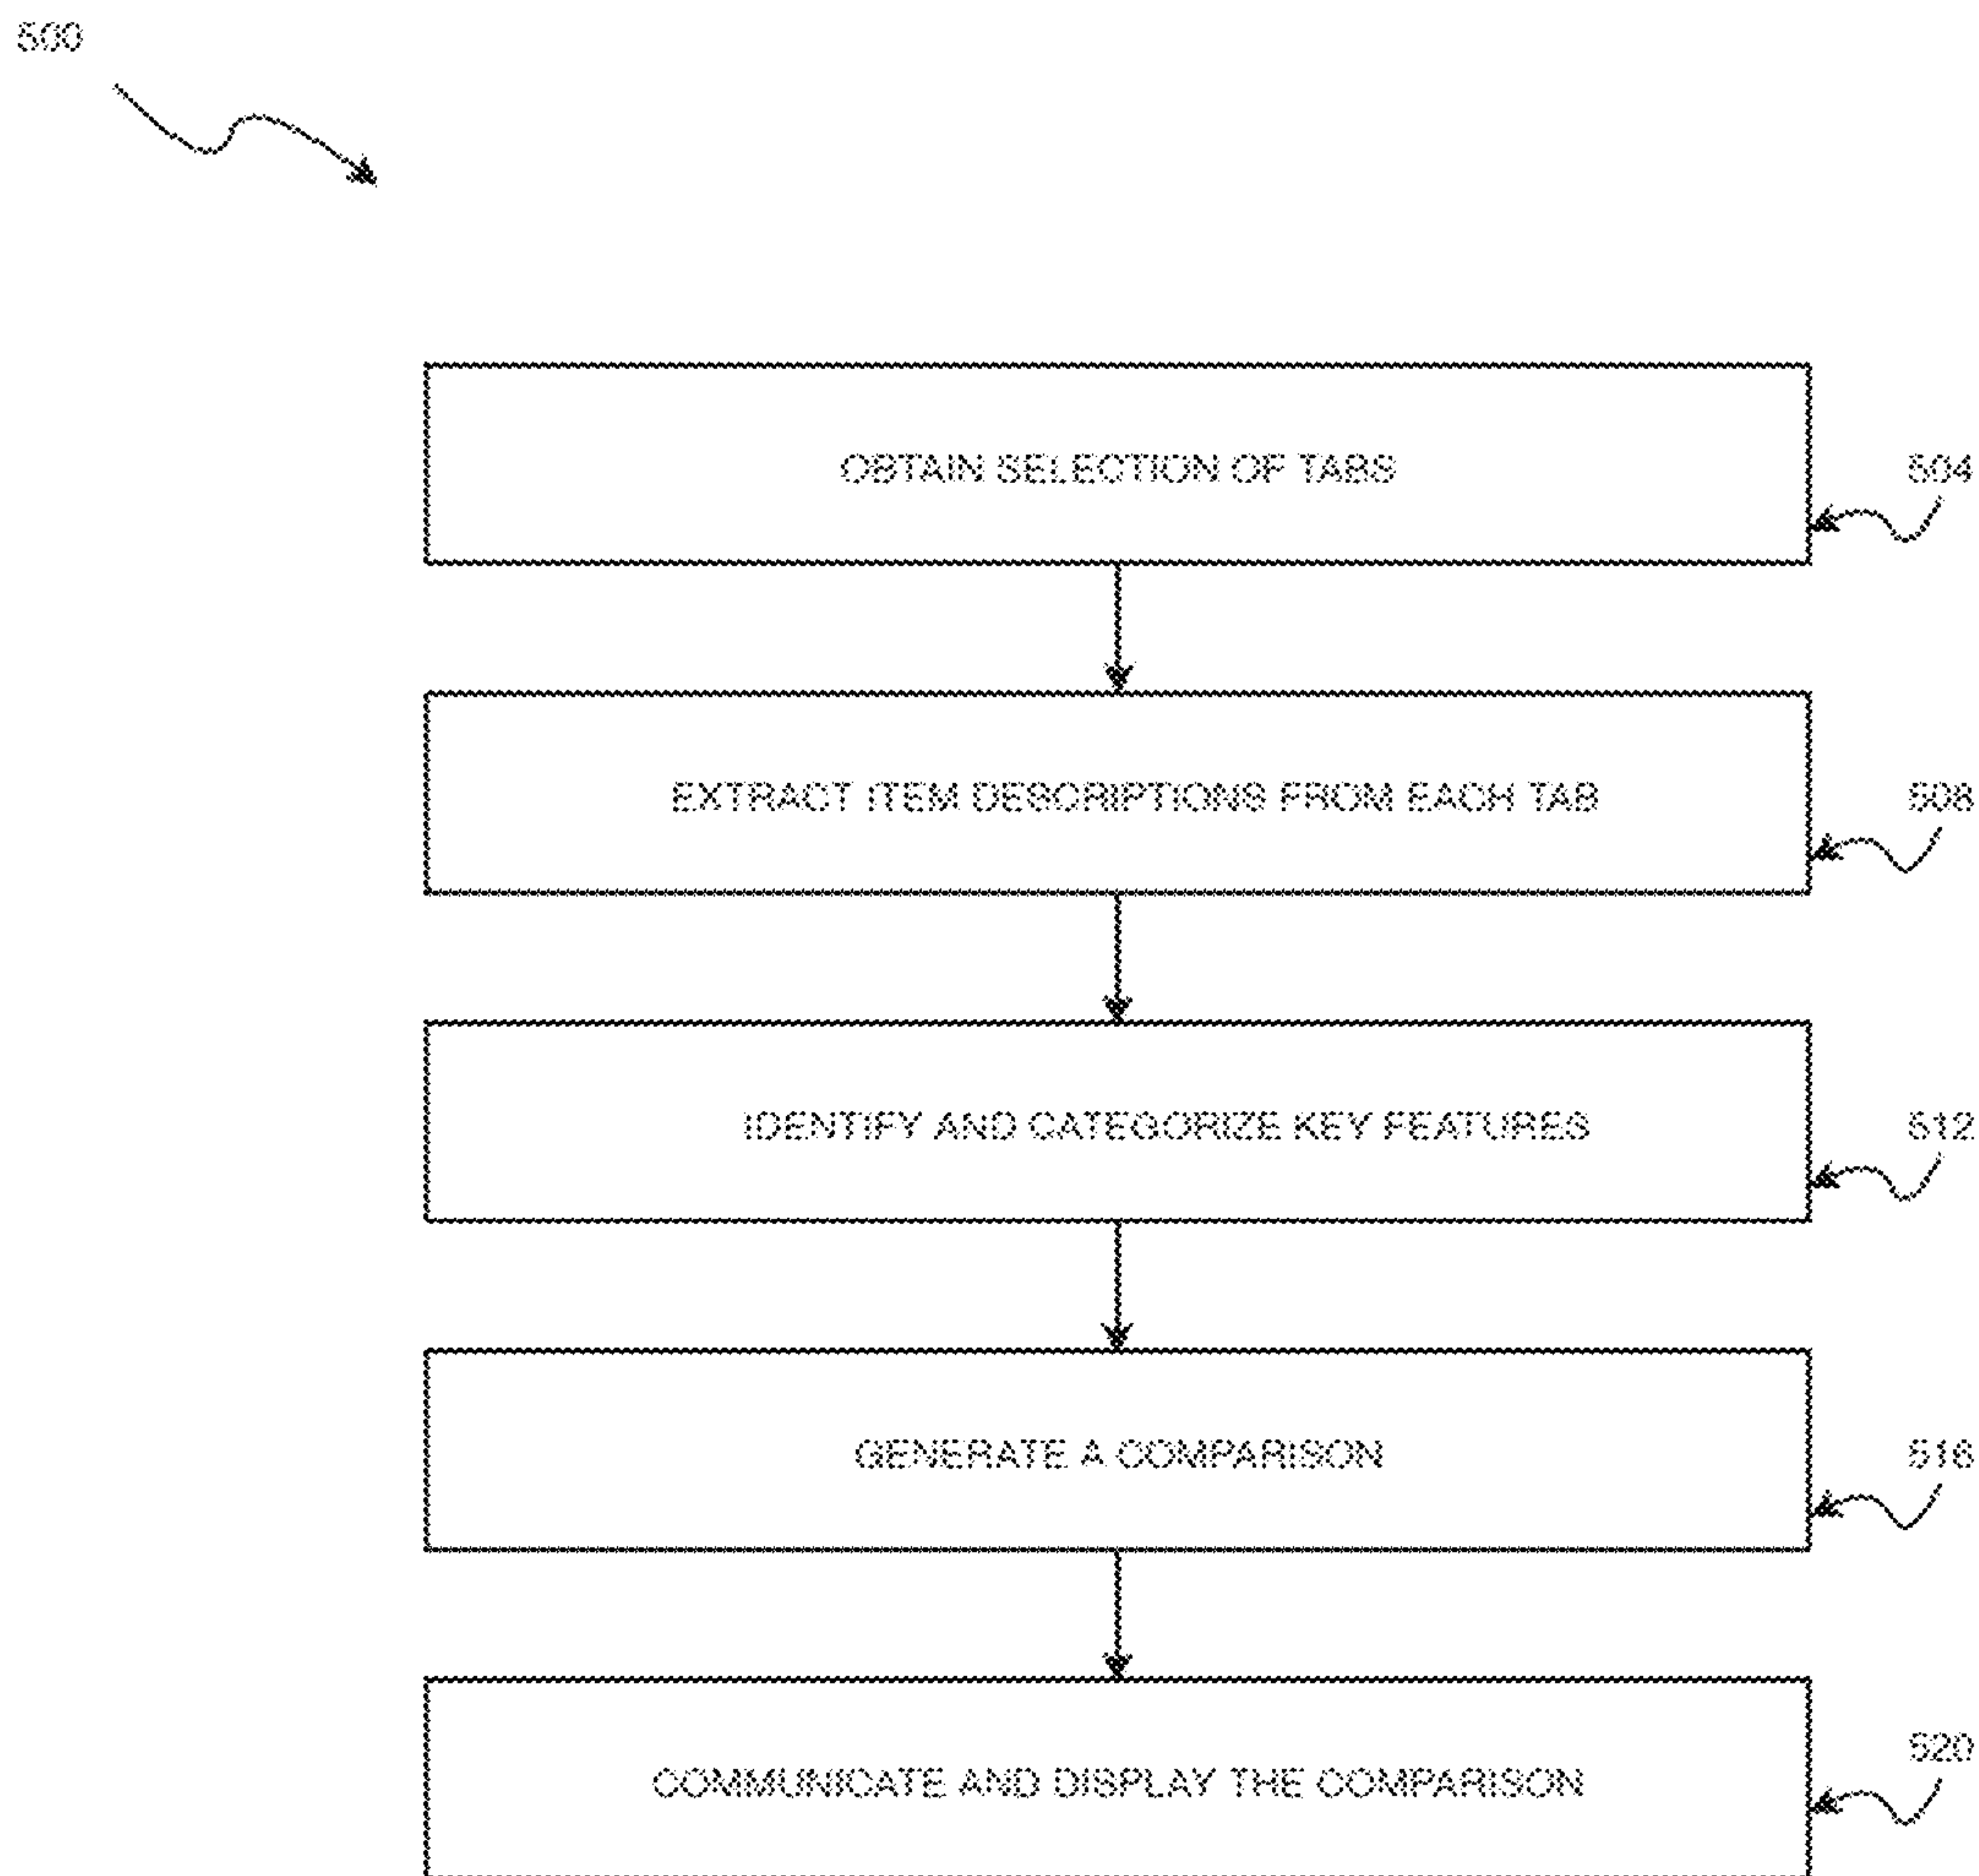 500
OBTAIN SELECTION OF TABS
504
EXTRACT ITEM DESCRIPTIONS FROM EACH TAB
508
IDENTIFY AND CATEGORIZE KEY FEATURES
512
GENERATE A COMPARISON
516
COMMUNICATE AND DISPLAY THE COMPARISON
520